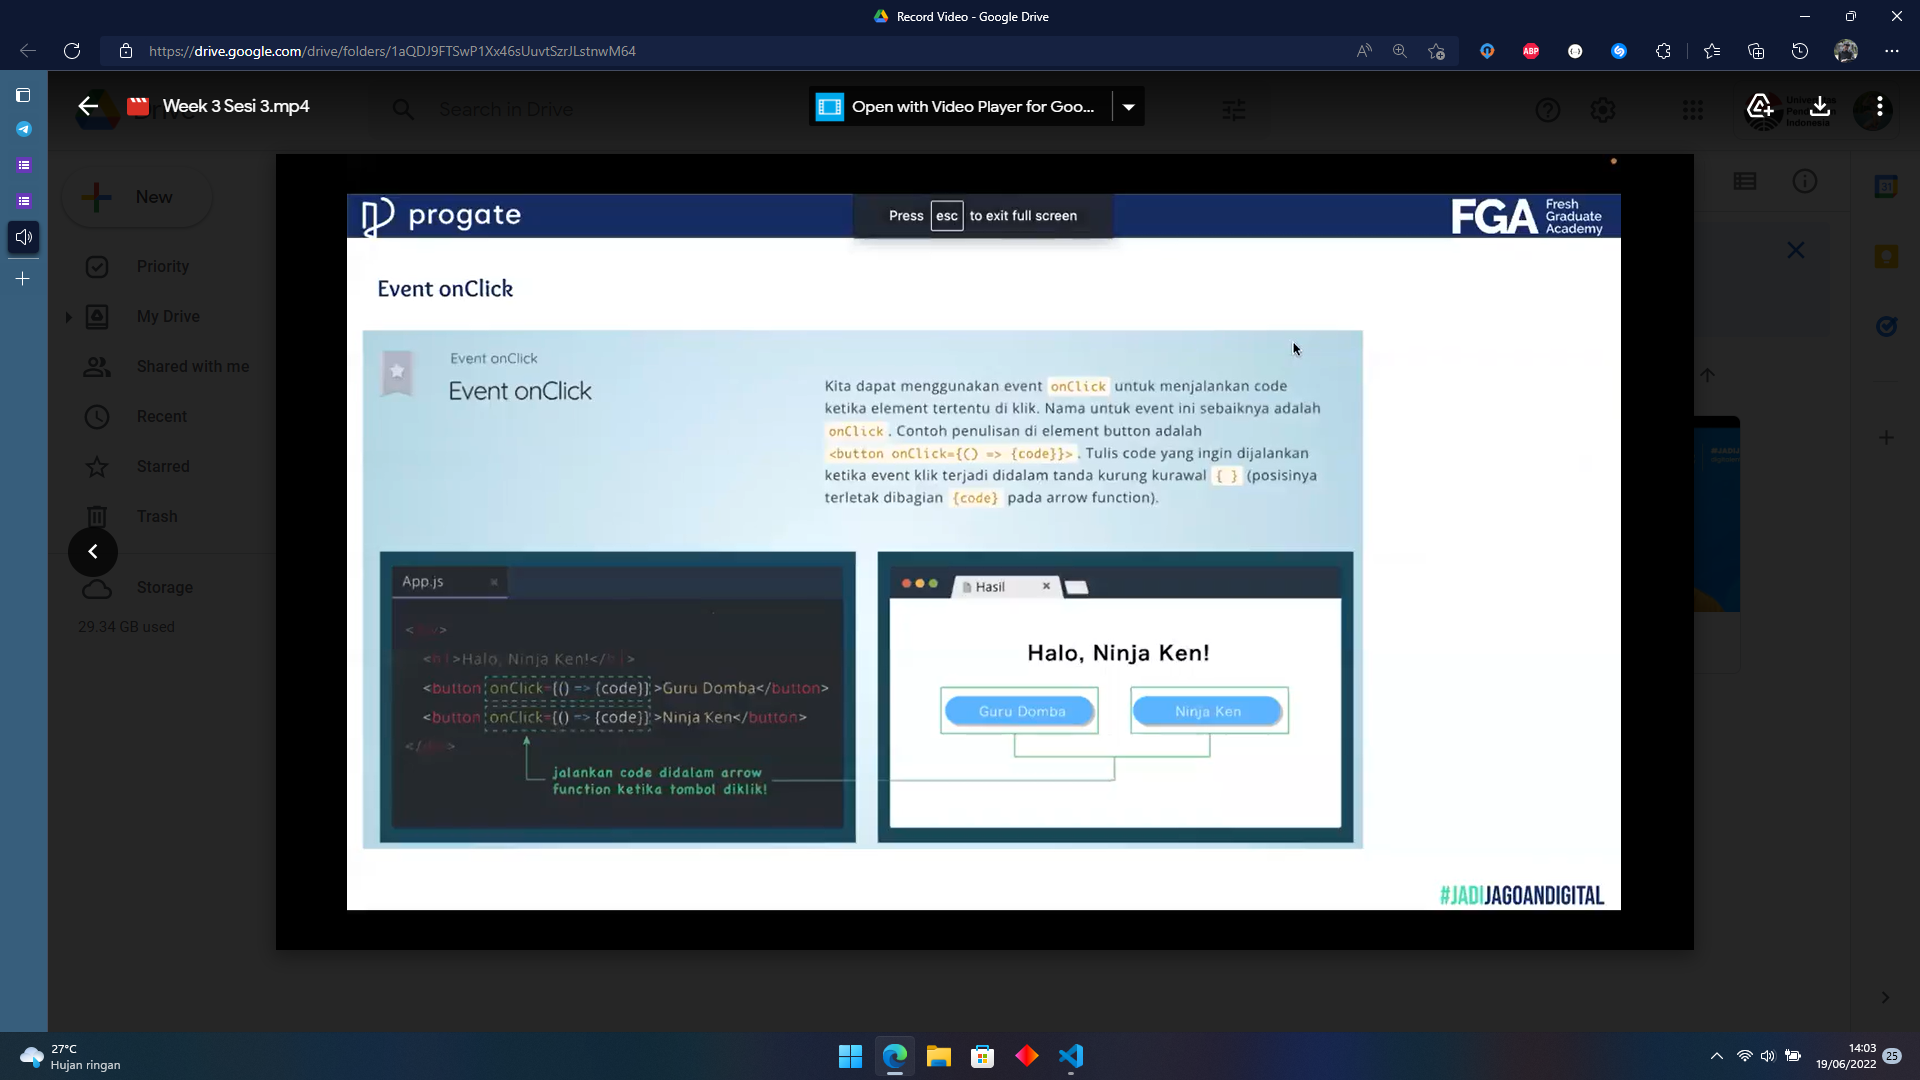 Record Video - Google Drive
https://drive.google.com/drive/folders/1aQDJ9FTSwP1Xx46sUuvtSzrJLstnwM64
Week 3 Sesi 3.mp4
Search in Drive
Open with Video Player for Goo...
New
Priority
My Drive
Shared with me
Recent
Starred
Trash
Storage
29.34 GB used
progate
Press esc to exit full screen
FGA Fresh
Graduate
Academy
Event onClick
Event onClick
Event onClick
Kita dapat menggunakan event onClick untuk menjalankan code
ketika element tertentu di klik. Nama untuk event ini sebaiknya adalah
onClick . Contoh penulisan di element button adalah
<button onClick={() => {code}}> . Tulis code yang ingin dijalankan
ketika event klik terjadi didalam tanda kurung kurawal { } (posisinya
terletak dibagian {code} pada arrow function).
App.js
<div>
<h1>Halo, Ninja Ken!</h1>
<button onClick={() => {code}}>Guru Domba</button>
<button onClick={() => {code}}>Ninja Ken</button>
</div>
jalankan code didalam arrow
function ketika tombol diklik!
Hasil
Halo, Ninja Ken!
Guru Domba
Ninja Ken
#JADIJAGOANDIGITAL
27°C
Hujan ringan
14:03
19/06/2022
25